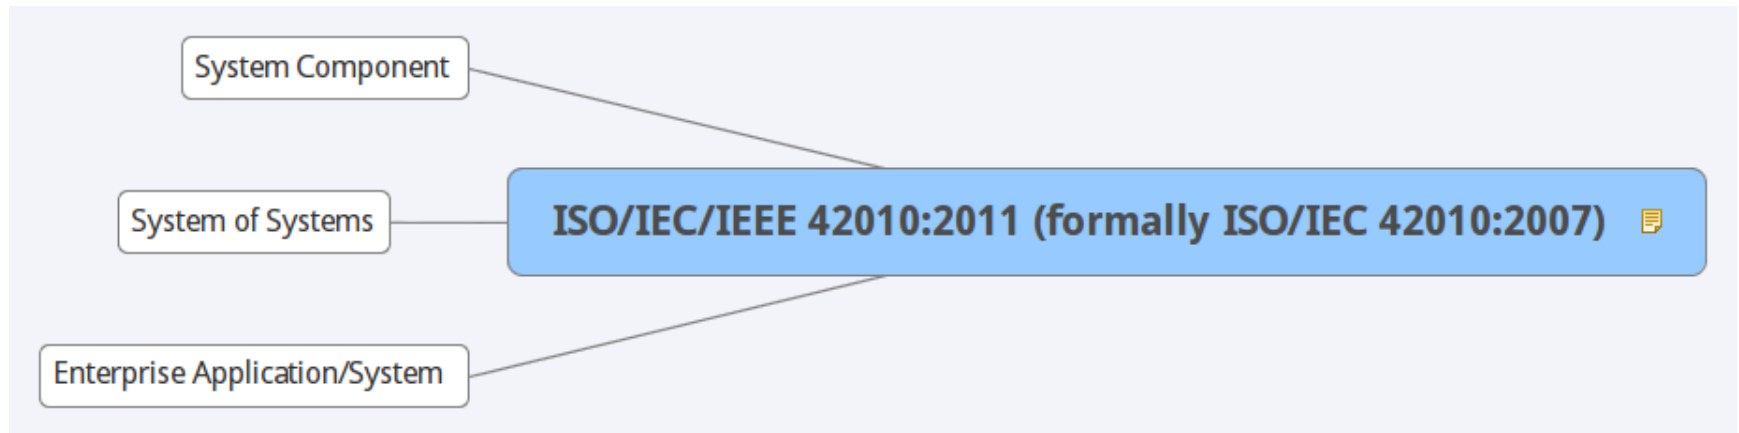 System Component
System of Systems
ISO/IEC/IEEE 42010:2011 (formally ISO/IEC 42010:2007)
Enterprise Application/System